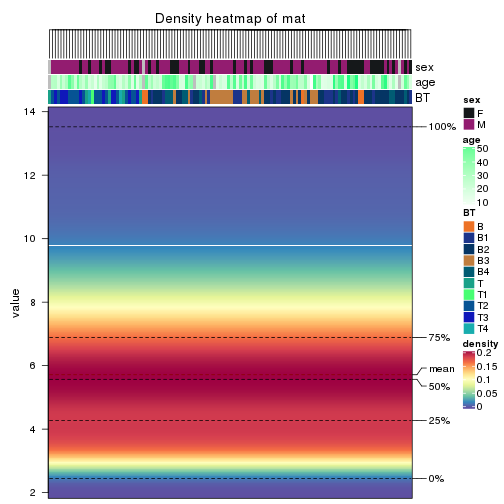 Density heatmap of mat
sex
age
BT
14
12
10
8
6
4
2
value
100%
75%
mean
50%
25%
0%
sex
F
M
age
50
40
30
20
10
BT
B
B1
B2
B3
B4
T
T1
T2
T3
T4
density
0.2
0.15
0.1
0.05
0